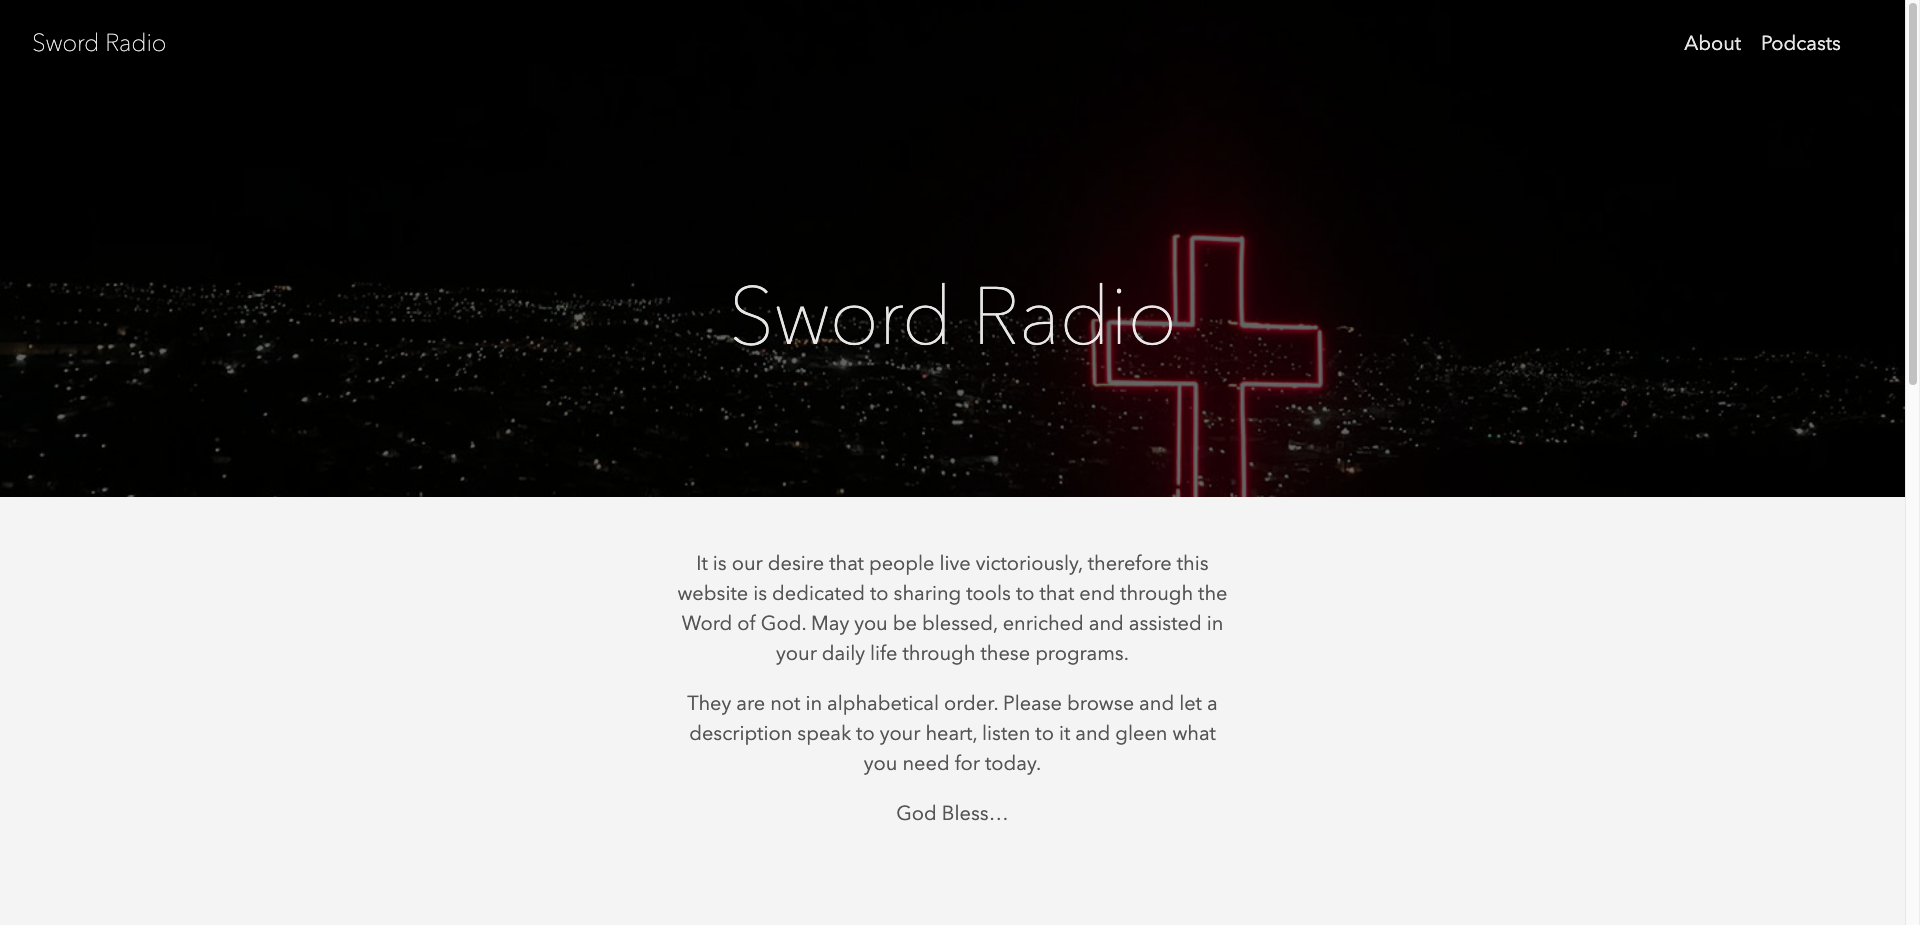 Sword Radio
About Podcasts
Sword Radio
It is our desire that people live victoriously, therefore this
website is dedicated to sharing tools to that end through the
Word of God. May you be blessed, enriched and assisted in
your daily life through these programs.
They are not in alphabetical order. Please browse and let a
description speak to your heart, listen to it and gleen what
you need for today.
God Bless…